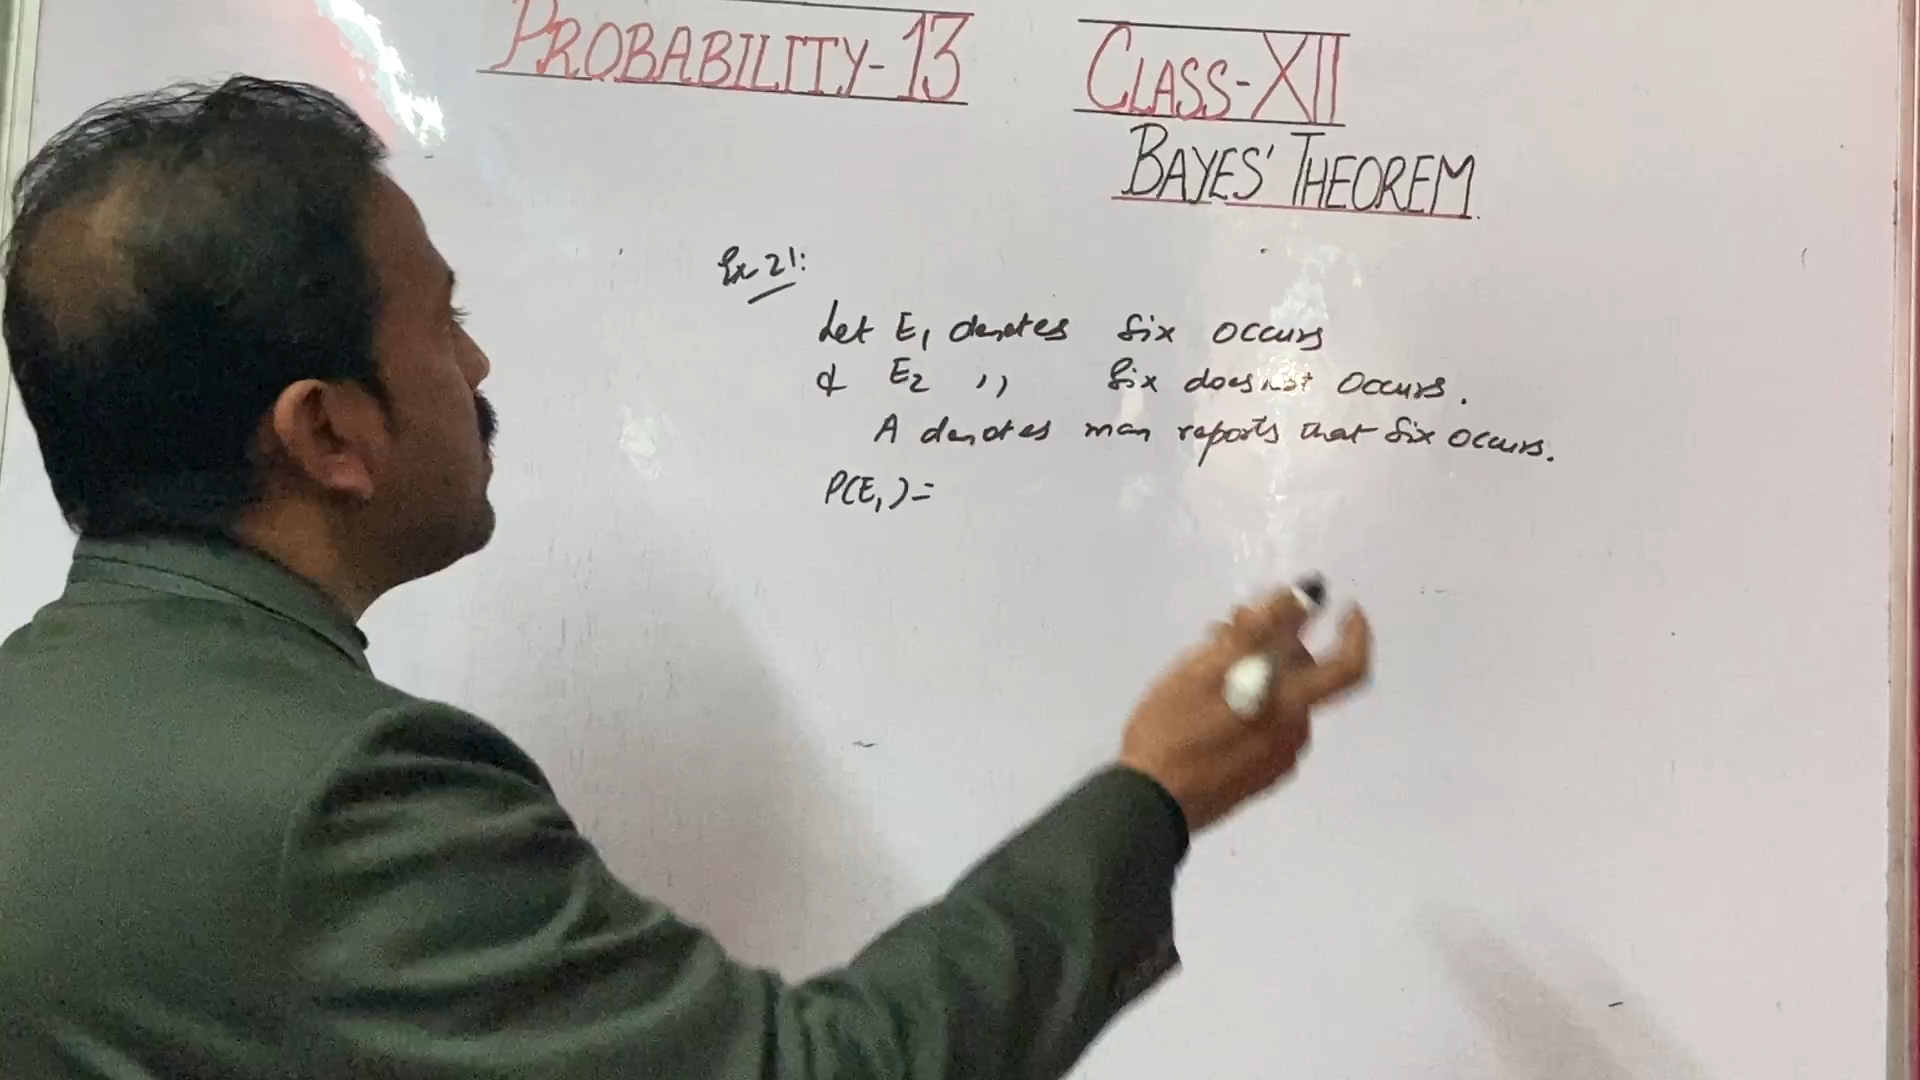 PROBABILITY-13 CLASS-XII
BAYES' THEOREM
Ex 21:
Let E₁ denotes six occurs
& E₂ ,, six does not occurs.
A denotes man reports that six occurs.
P(E₁)=